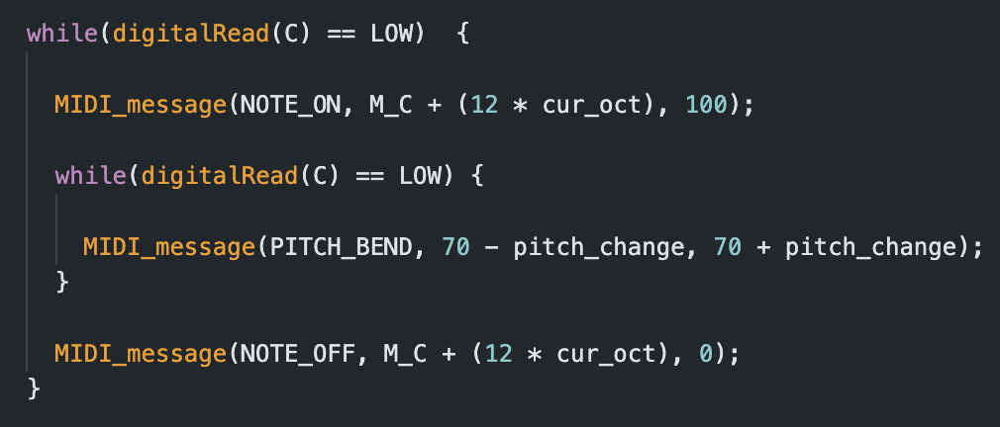 while(digitalRead(C) == LOW)  {
MIDI_message(NOTE_ON, M_C + (12 * cur_oct), 100);
while(digitalRead(C) == LOW) {
MIDI_message(PITCH_BEND, 70 - pitch_change, 70 + pitch_change);
}
MIDI_message(NOTE_OFF, M_C + (12 * cur_oct), 0);
}